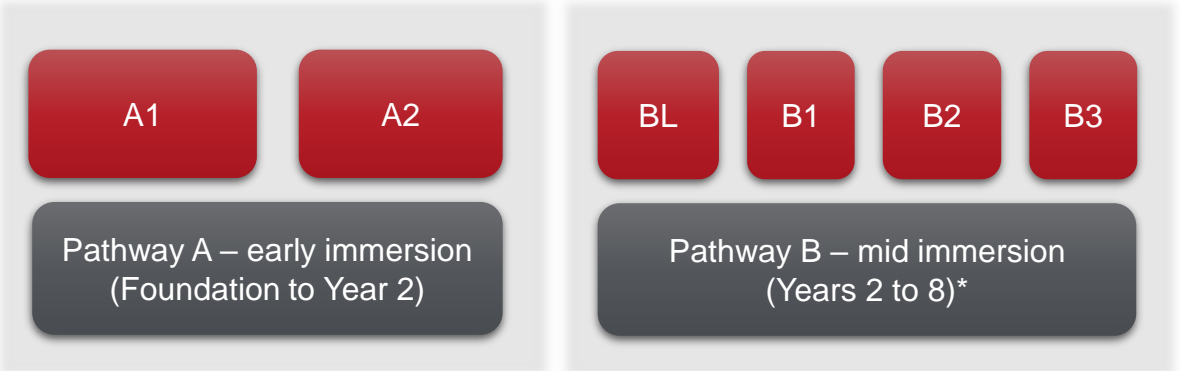 A1
A2
Pathway A – early immersion
(Foundation to Year 2)
BL
B1
B2
B3
Pathway B – mid immersion
(Years 2 to 8)*